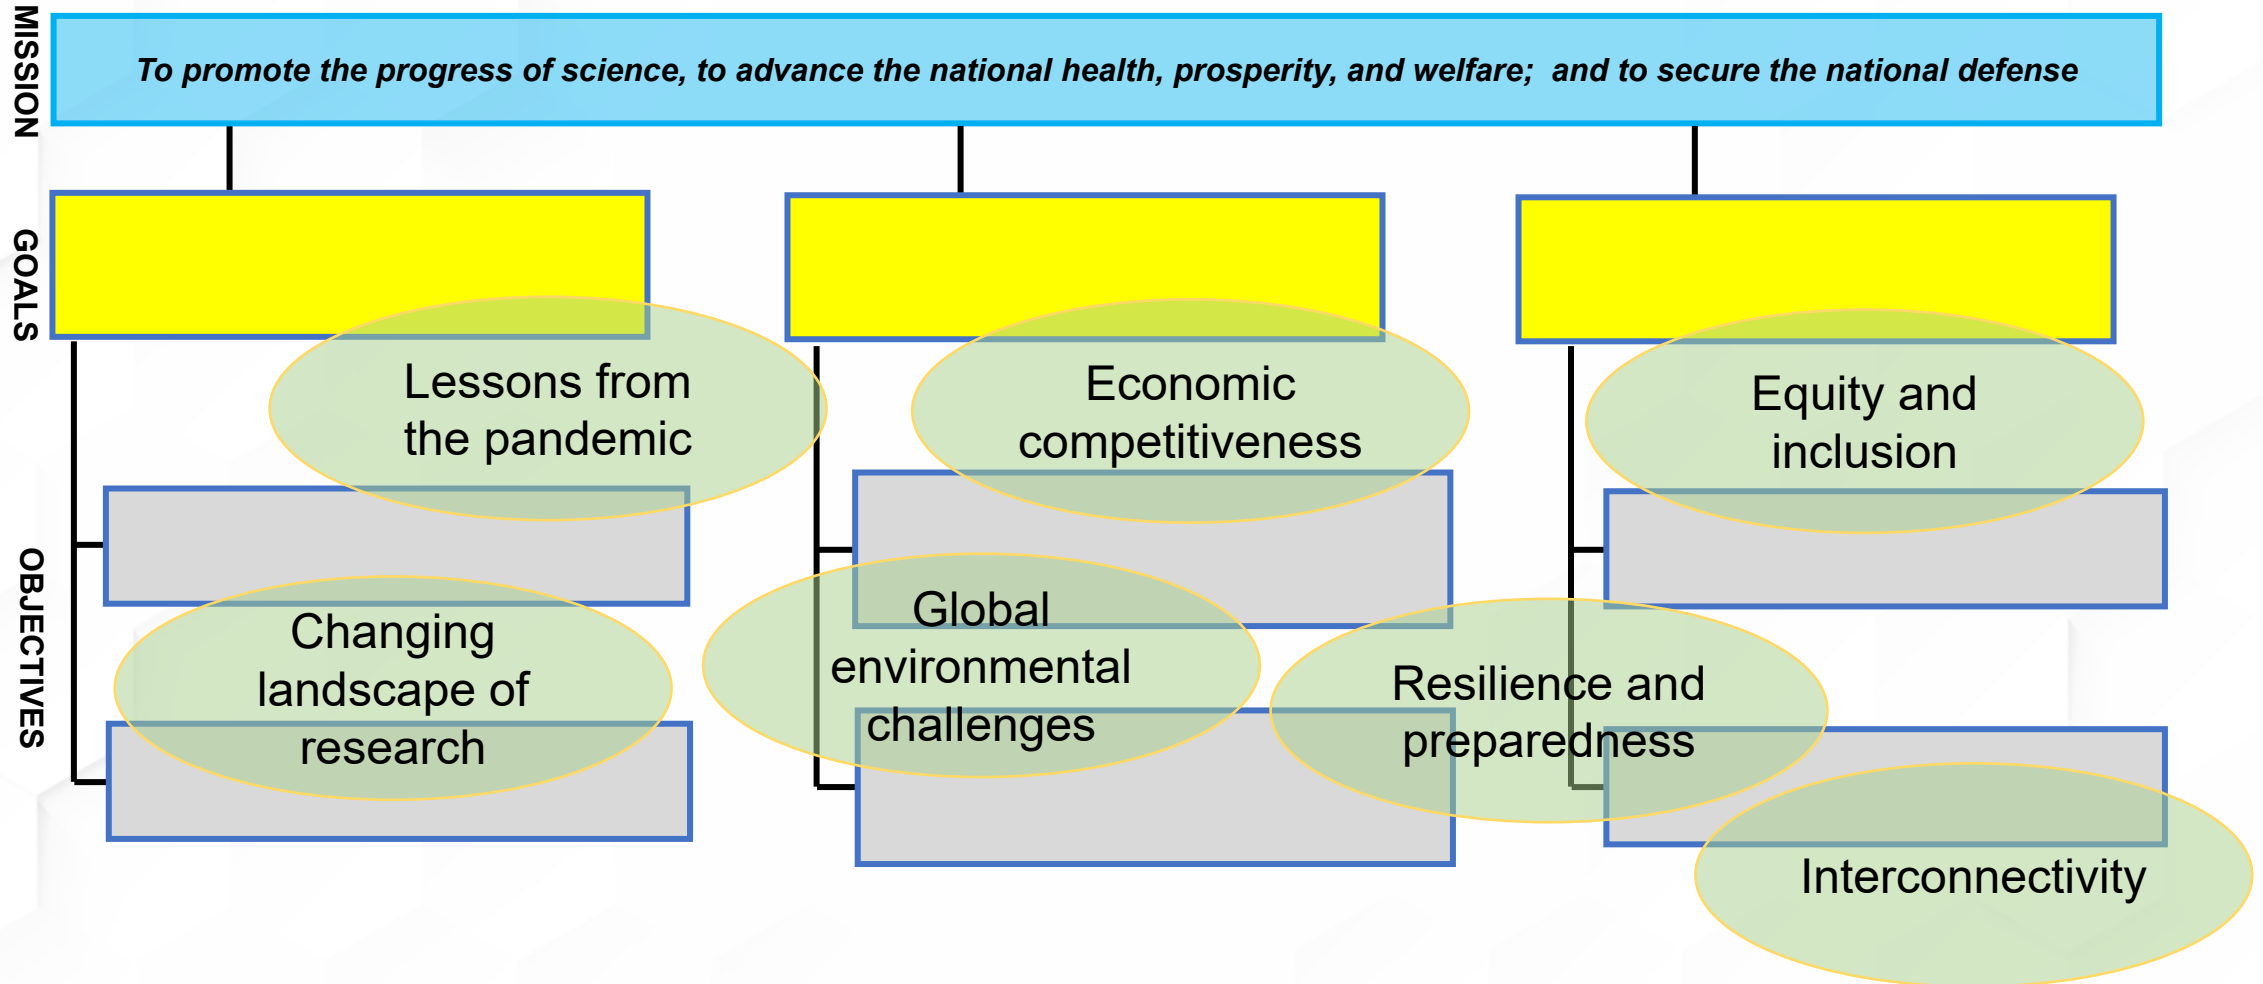 MISSSION
To promote the progress of science, to advance the national health, prosperity, and welfare;  and to secure the national defense
GOALS
Lessons from
the pandemic
Economic
competitiveness
Equity and
inclusion
OBJECTIVES
Changing
landscape of
research
Global
environmental
challenges
Resilience and
preparedness
Interconnectivity